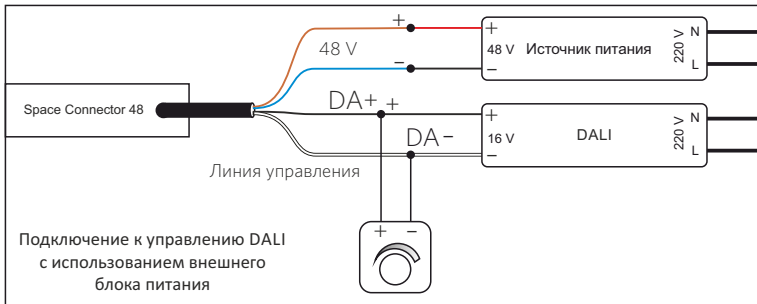 +
48 V
–
+
48 V
–
Источник питания
220 V
N
L
Space Connector 48
DA+
+
DA–
+
16 V
–
DALI
220 V
N
L
Линия управления
+ –
Подключение к управлению DALI
с использованием внешнего
блока питания